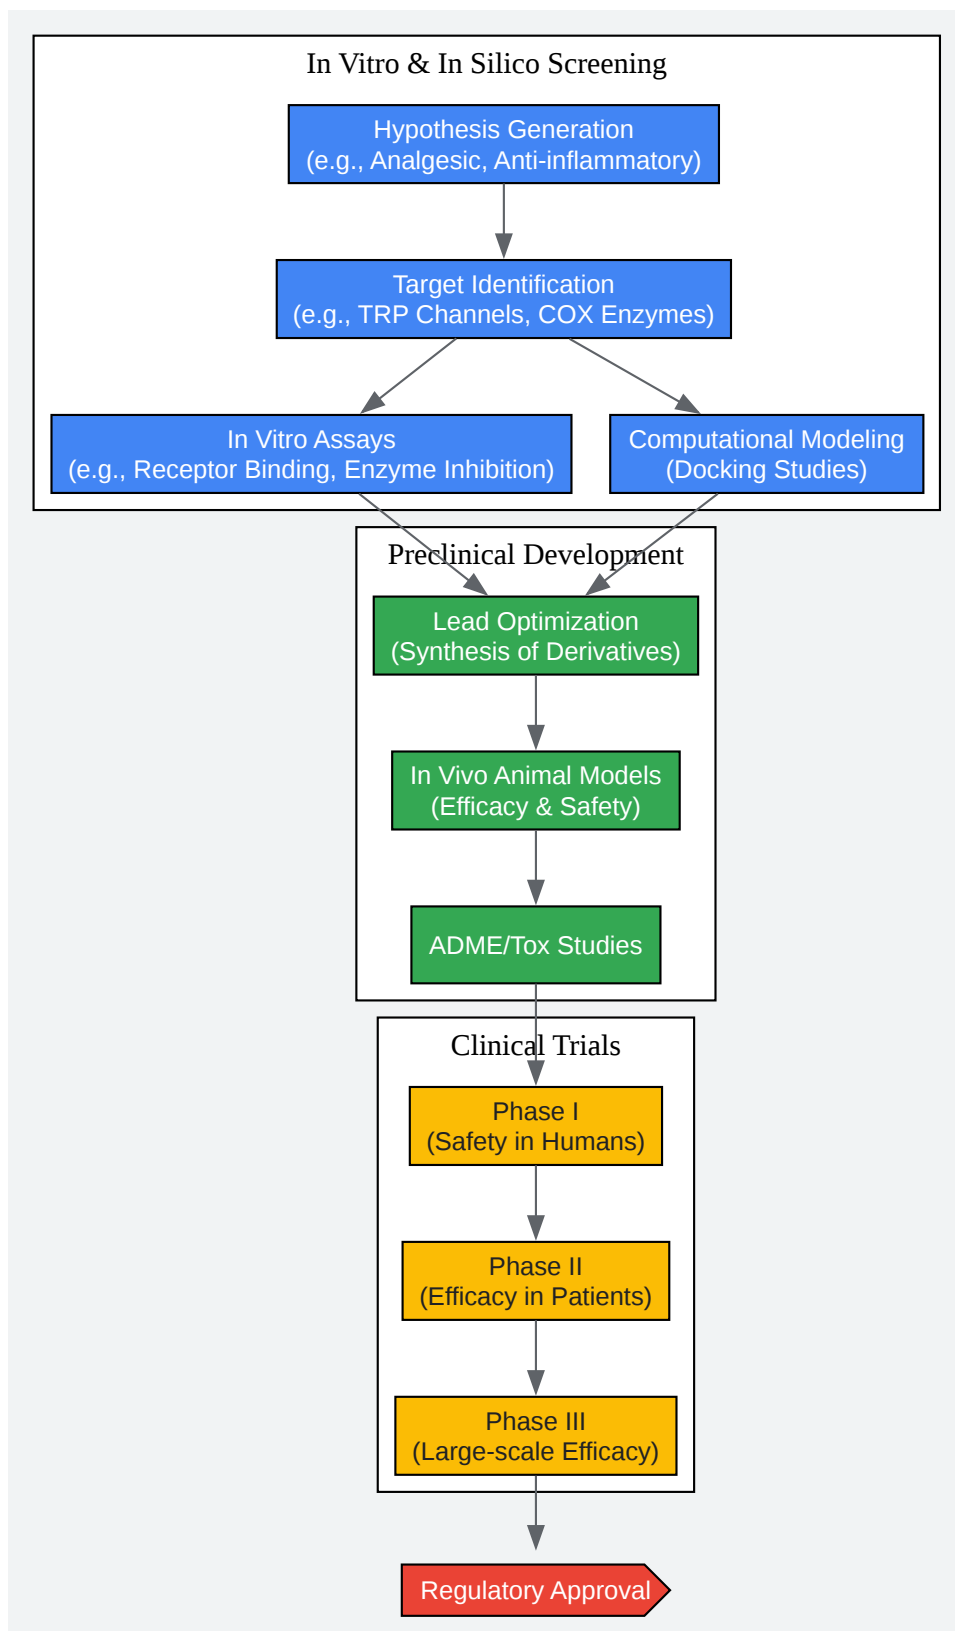 In Vitro & In Silico Screening
Hypothesis Generation
(e.g., Analgesic, Anti-inflammatory)
Target Identification
(e.g., TRP Channels, COX Enzymes)
In Vitro Assays
(e.g., Receptor Binding, Enzyme Inhibition)
Computational Modeling
(Docking Studies)
Preclinical Development
Lead Optimization
(Synthesis of Derivatives)
In Vivo Animal Models
(Efficacy & Safety)
ADME/Tox Studies
Clinical Trials
Phase I
(Safety in Humans)
Phase II
(Efficacy in Patients)
Phase III
(Large-scale Efficacy)
Regulatory Approval